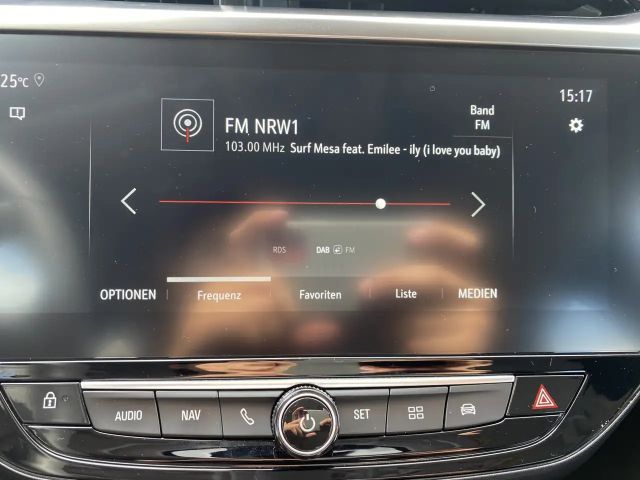 25°C
15:17
Band
FM
FM NRW1
103.00 MHz Surf Mesa feat. Emilee - ily (i love you baby)
RDS DAB FM
OPTIONEN Frequenz Favoriten Liste MEDIEN
AUDIO NAV SET